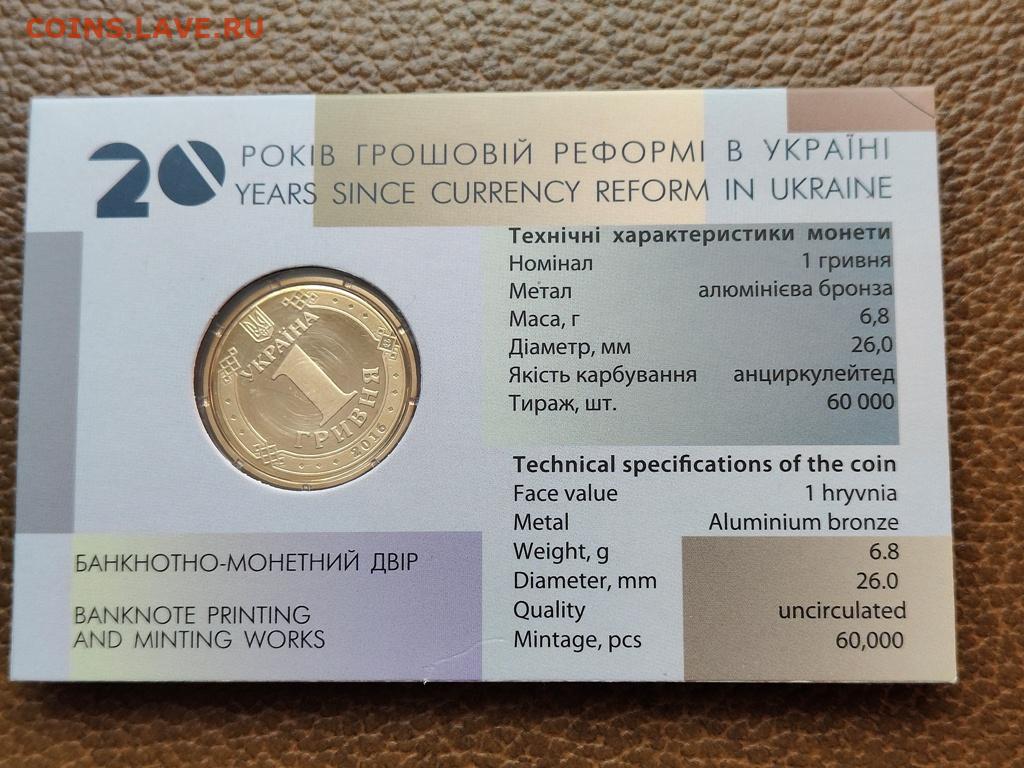 COINS.LAVE.RU
20 РОКІВ ГРОШОВІЙ РЕФОРМІ В УКРАЇНІ
YEARS SINCE CURRENCY REFORM IN UKRAINE
УКРАЇНА
1
ГРИВНЯ
2016
Технічні характеристики монети
Номінал 1 гривня
Метал алюмінієва бронза
Маса, г 6,8
Діаметр, мм 26,0
Якість карбування анциркулейтед
Тираж, шт. 60 000
Technical specifications of the coin
Face value 1 hryvnia
Metal Aluminium bronze
Weight, g 6.8
Diameter, mm 26.0
Quality uncirculated
Mintage, pcs 60,000
БАНКНОТНО-МОНЕТНИЙ ДВІР
BANKNOTE PRINTING
AND MINTING WORKS